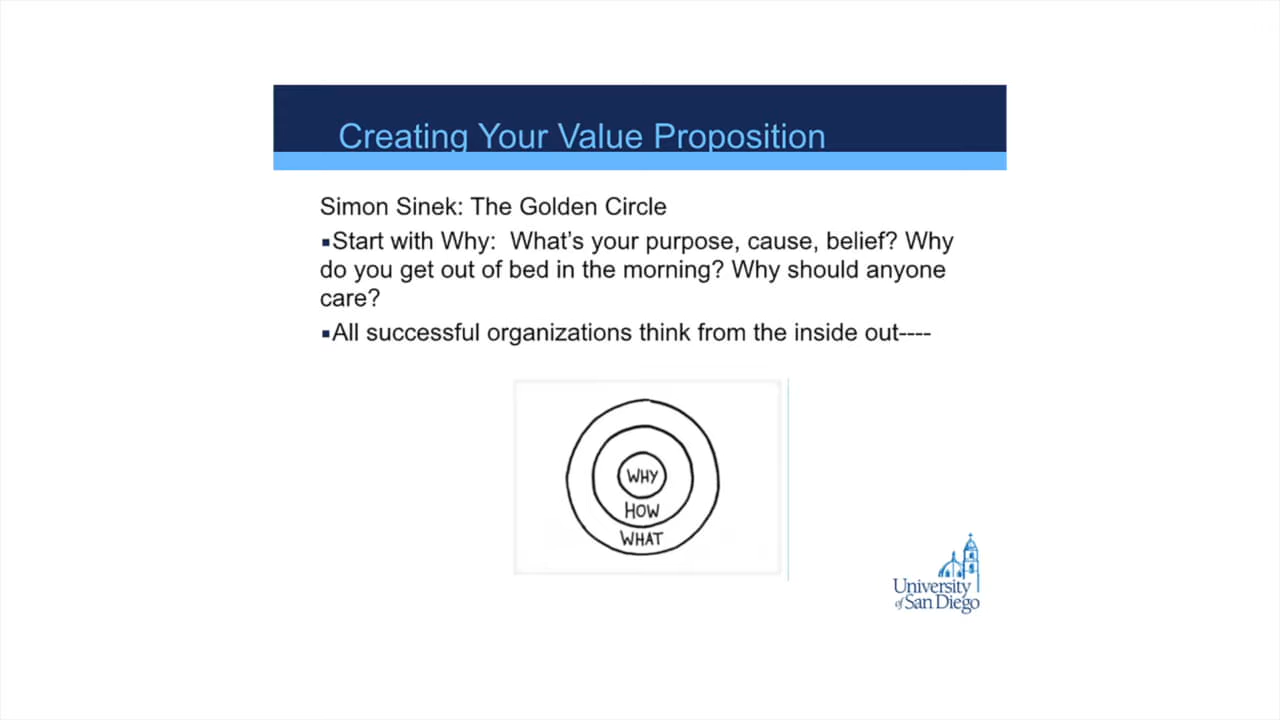 Creating Your Value Proposition
Simon Sinek: The Golden Circle
▪Start with Why:  What’s your purpose, cause, belief? Why
do you get out of bed in the morning? Why should anyone
care?
▪All successful organizations think from the inside out----
WHY
HOW
WHAT
University
of San Diego